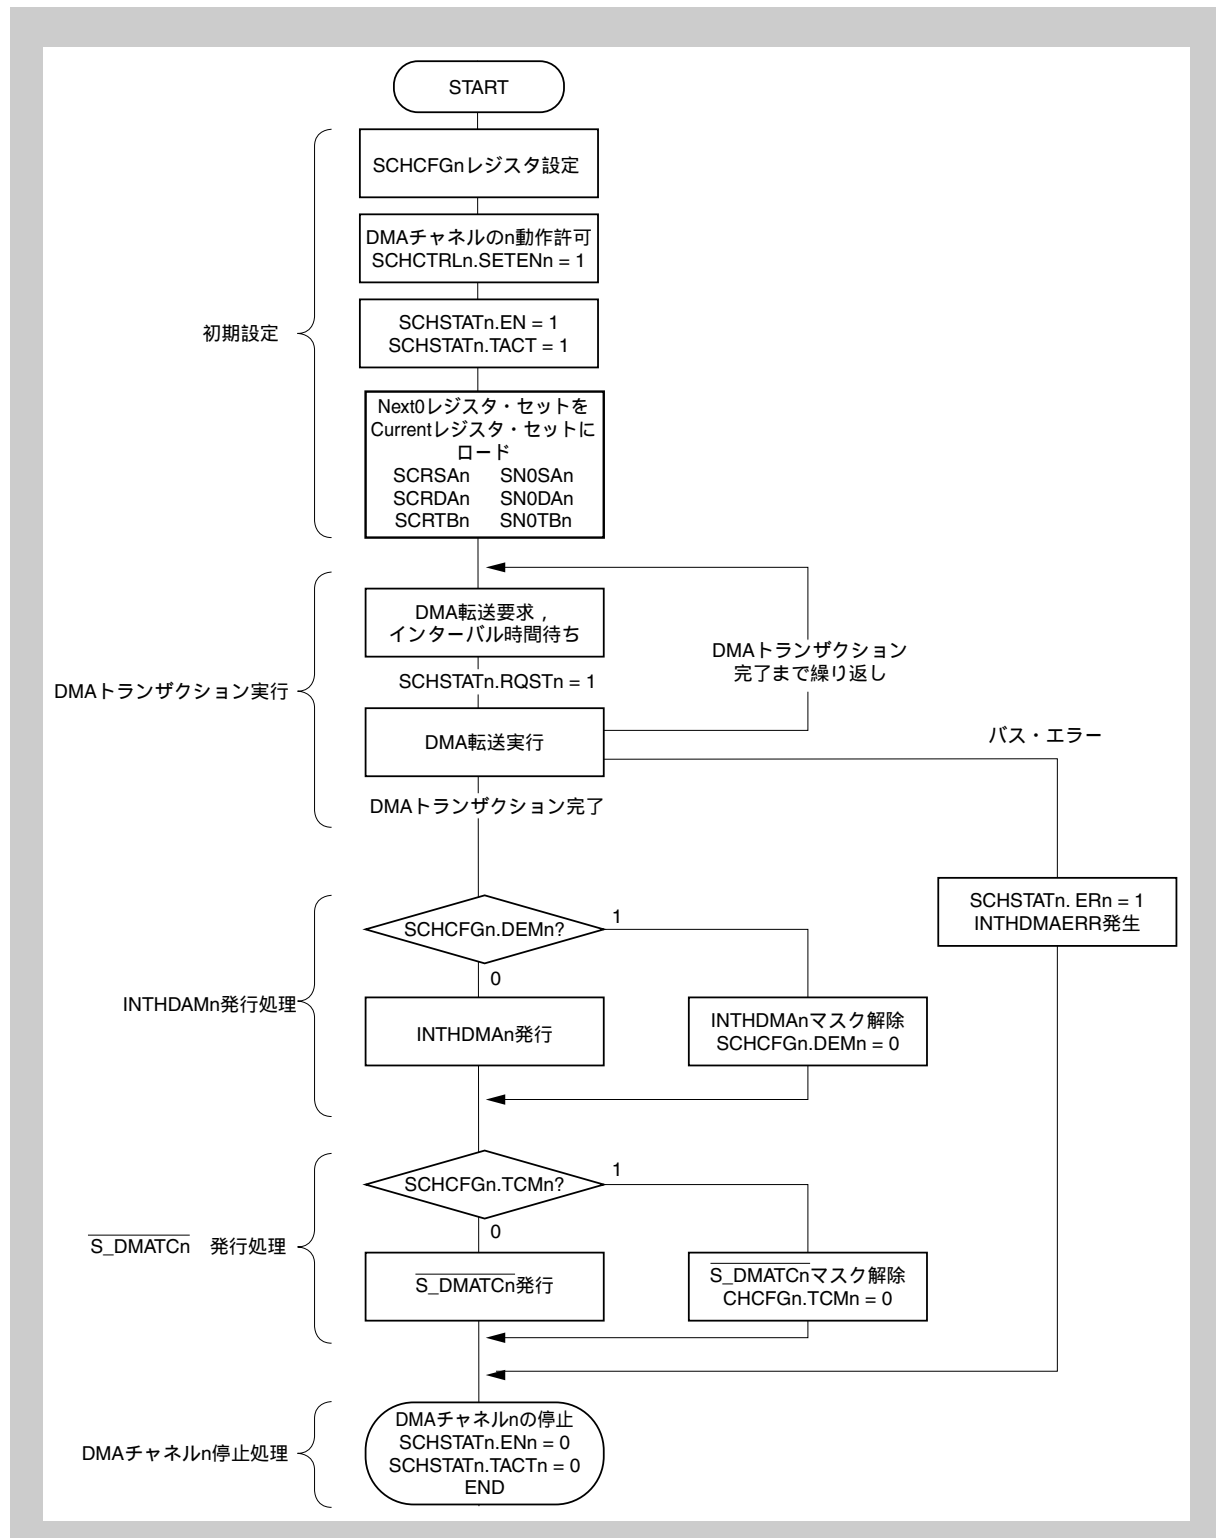 START
SCHCFGnレジスタ設定
DMAチャネルのn動作許可
SCHCTRLn.SETENn = 1
SCHSTATn.EN = 1
SCHSTATn.TACT = 1
初期設定
Next0レジスタ・セットを
Currentレジスタ・セットに
ロード
SCRSAn SN0SAn
SCRDAn SN0DAn
SCRTBn SN0TBn
DMA転送要求，
インターバル時間待ち
DMAトランザクション
完了まで繰り返し
SCHSTATn.RQSTn = 1
DMAトランザクション実行
DMA転送実行
バス・エラー
DMAトランザクション完了
SCHSTATn. ERn = 1
INTHDMAERR発生
SCHCFGn.DEMn?
1
0
INTHDAMn発行処理
INTHDMAn発行
INTHDMAnマスク解除
SCHCFGn.DEMn = 0
SCHCFGn.TCMn?
1
0
S_DMATCn 発行処理
S_DMATCn発行
S_DMATCnマスク解除
CHCFGn.TCMn = 0
DMAチャネルnの停止
SCHSTATn.ENn = 0
SCHSTATn.TACTn = 0
END
DMAチャネルn停止処理